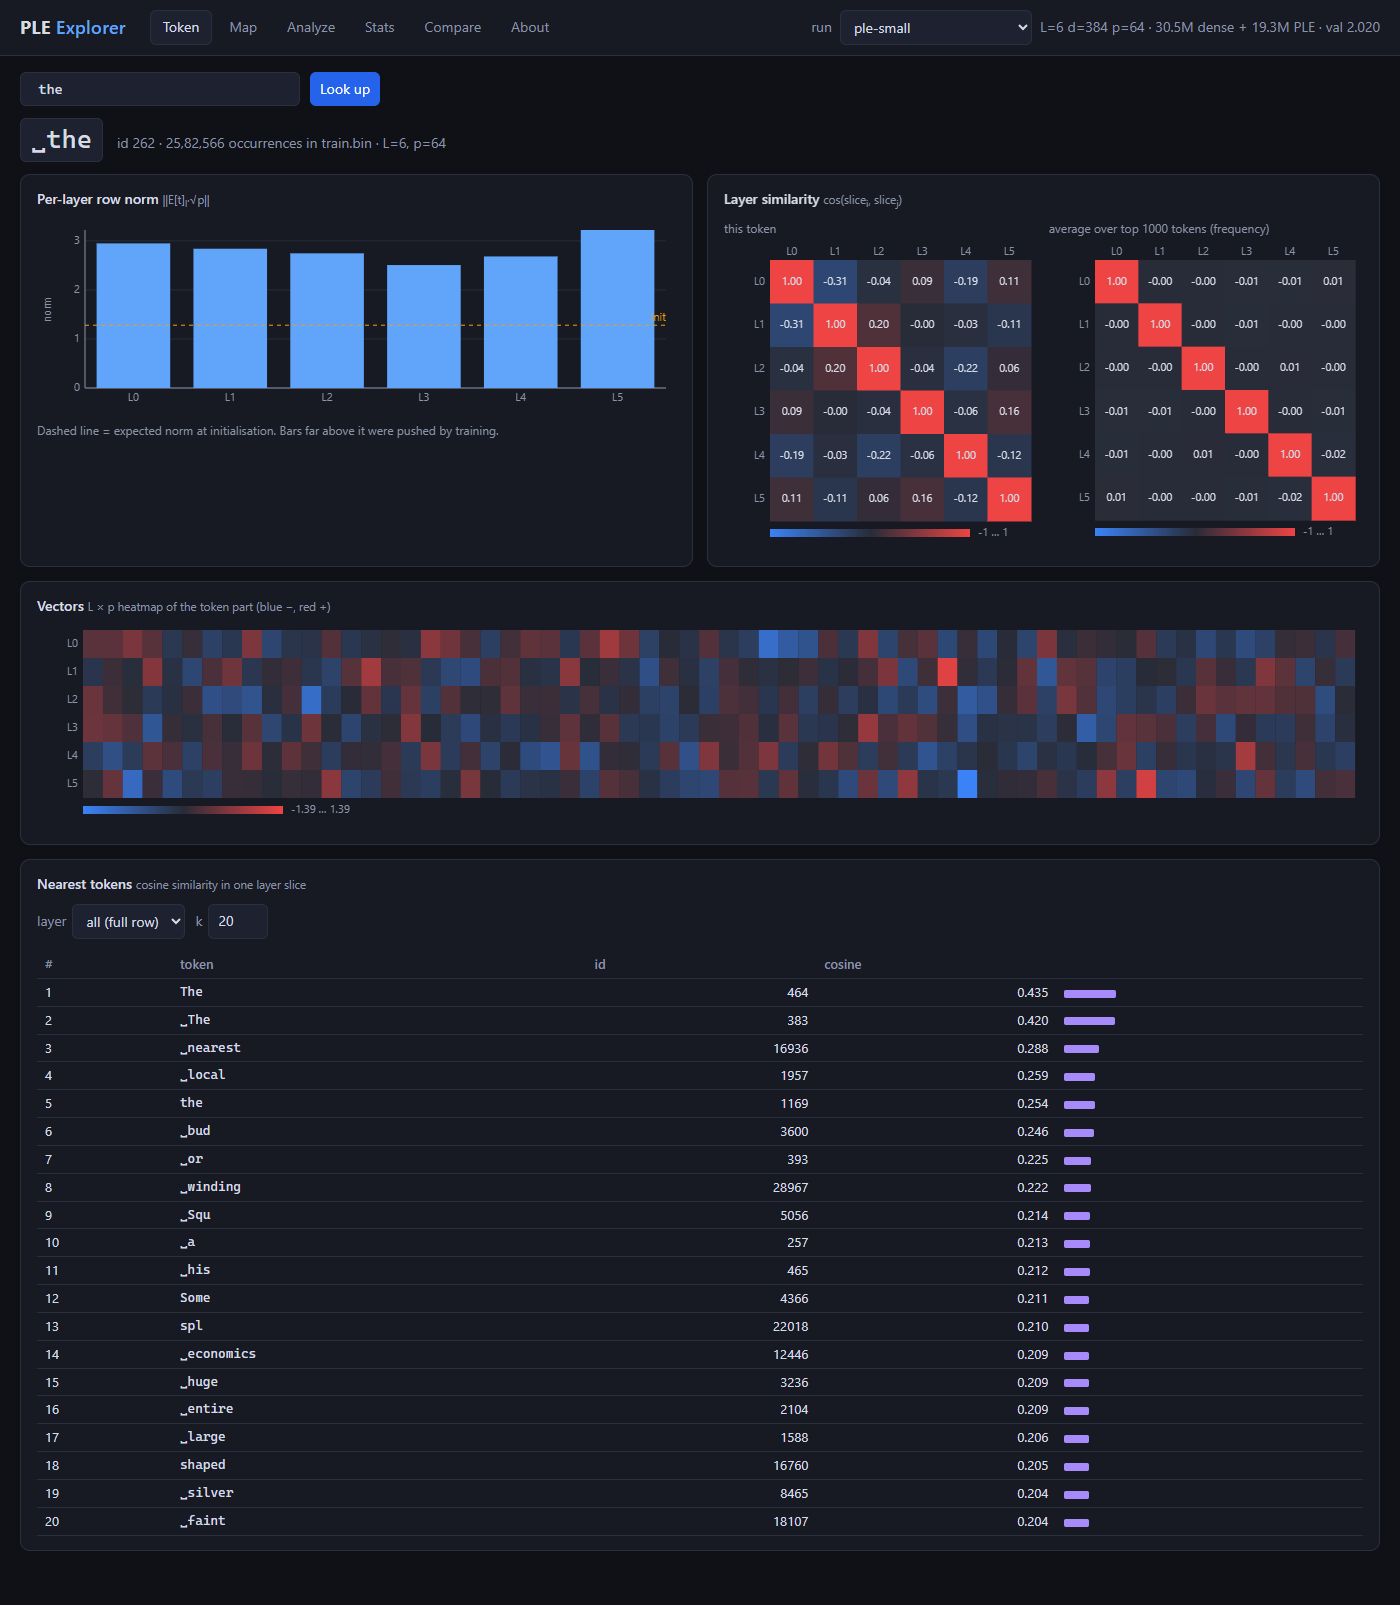 PLE Explorer Token Map Analyze Stats Compare About run ple-small L=6 d=384 p=64 · 30.5M dense + 19.3M PLE · val 2.020
the Look up
␣the id 262 · 25,82,566 occurrences in train.bin · L=6, p=64
Per-layer row norm ||E[t]ᵢ·√p||
norm
3
2
1
0
nit
L0 L1 L2 L3 L4 L5
Dashed line = expected norm at initialisation. Bars far above it were pushed by training.
Layer similarity cos(sliceᵢ, sliceⱼ)
this token
L0 L1 L2 L3 L4 L5
L0 1.00 -0.31 -0.04 0.09 -0.19 0.11
L1 -0.31 1.00 0.20 -0.00 -0.03 -0.11
L2 -0.04 0.20 1.00 -0.04 -0.22 0.06
L3 0.09 -0.00 -0.04 1.00 -0.06 0.16
L4 -0.19 -0.03 -0.22 -0.06 1.00 -0.12
L5 0.11 -0.11 0.06 0.16 -0.12 1.00
-1 ... 1
average over top 1000 tokens (frequency)
L0 L1 L2 L3 L4 L5
L0 1.00 -0.00 -0.00 -0.01 -0.01 0.01
L1 -0.00 1.00 -0.00 -0.01 -0.00 -0.00
L2 -0.00 -0.00 1.00 -0.00 0.01 -0.00
L3 -0.01 -0.01 -0.00 1.00 -0.00 -0.01
L4 -0.01 -0.00 0.01 -0.00 1.00 -0.02
L5 0.01 -0.00 -0.00 -0.01 -0.02 1.00
-1 ... 1
Vectors L × p heatmap of the token part (blue −, red +)
L0
L1
L2
L3
L4
L5
-1.39 ... 1.39
Nearest tokens cosine similarity in one layer slice
layer all (full row) k 20
# token id cosine
1 The 464 0.435
2 ␣The 383 0.420
3 ␣nearest 16936 0.288
4 ␣local 1957 0.259
5 the 1169 0.254
6 ␣bud 3600 0.246
7 ␣or 393 0.225
8 ␣winding 28967 0.222
9 ␣Squ 5056 0.214
10 ␣a 257 0.213
11 ␣his 465 0.212
12 Some 4366 0.211
13 spl 22018 0.210
14 ␣economics 12446 0.209
15 ␣huge 3236 0.209
16 ␣entire 2104 0.209
17 ␣large 1588 0.206
18 shaped 16760 0.205
19 ␣silver 8465 0.204
20 ␣faint 18107 0.204